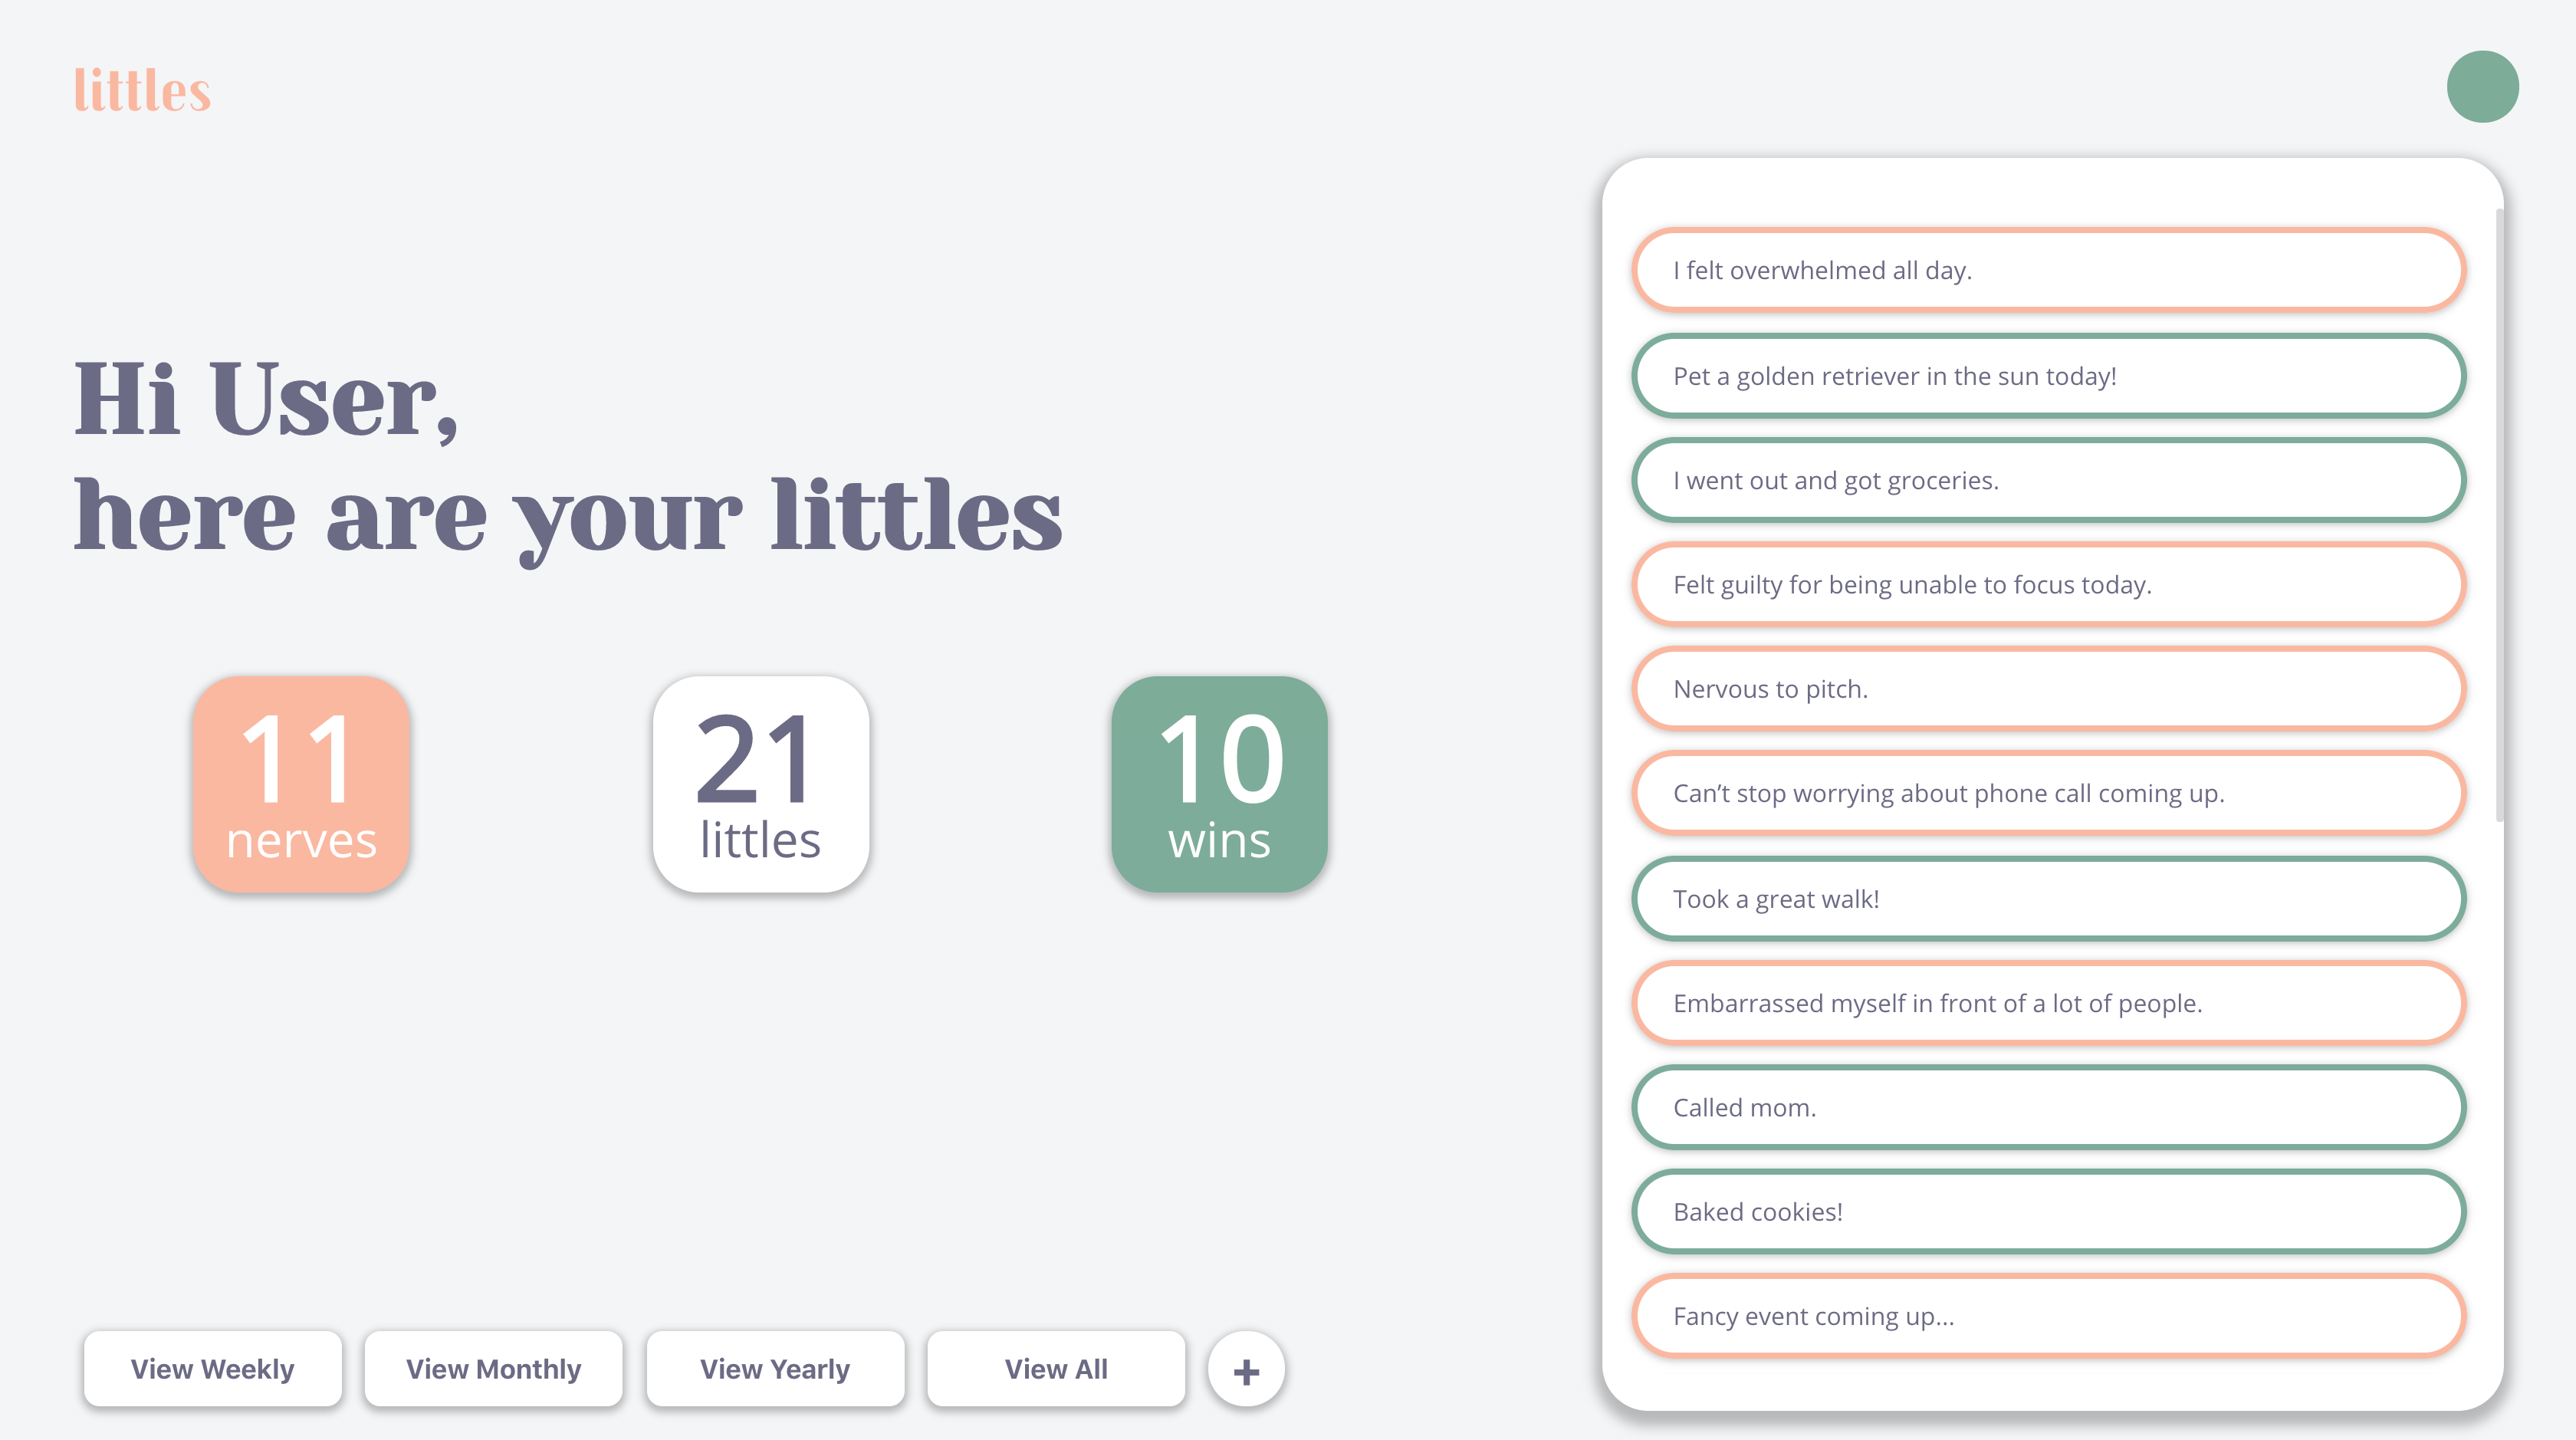 littles
Hi User,
here are your littles
11
nerves
21
littles
10
wins
View Weekly
View Monthly
View Yearly
View All
+
I felt overwhelmed all day.
Pet a golden retriever in the sun today!
I went out and got groceries.
Felt guilty for being unable to focus today.
Nervous to pitch.
Can’t stop worrying about phone call coming up.
Took a great walk!
Embarrassed myself in front of a lot of people.
Called mom.
Baked cookies!
Fancy event coming up...